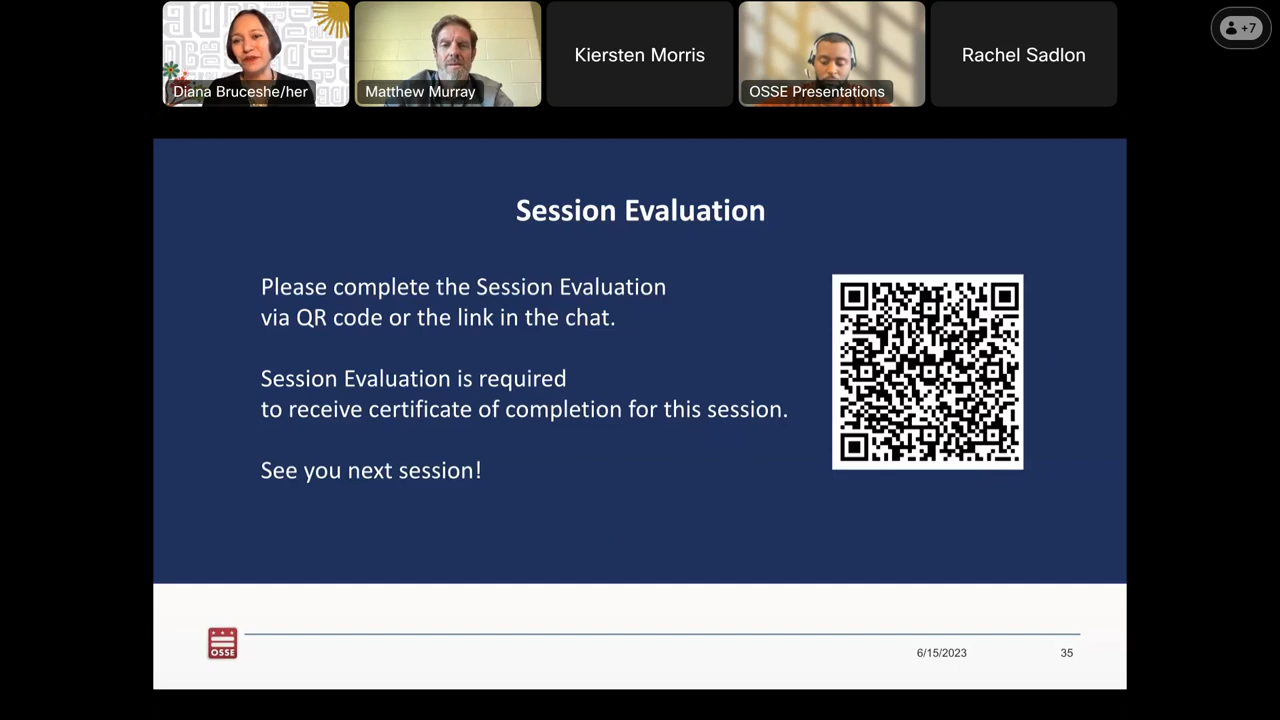 Diana Bruceshe/her
Matthew Murray
Kiersten Morris
OSSE Presentations
Rachel Sadlon
+7
Session Evaluation
Please complete the Session Evaluation
via QR code or the link in the chat.
Session Evaluation is required
to receive certificate of completion for this session.
See you next session!
OSSE
6/15/2023
35